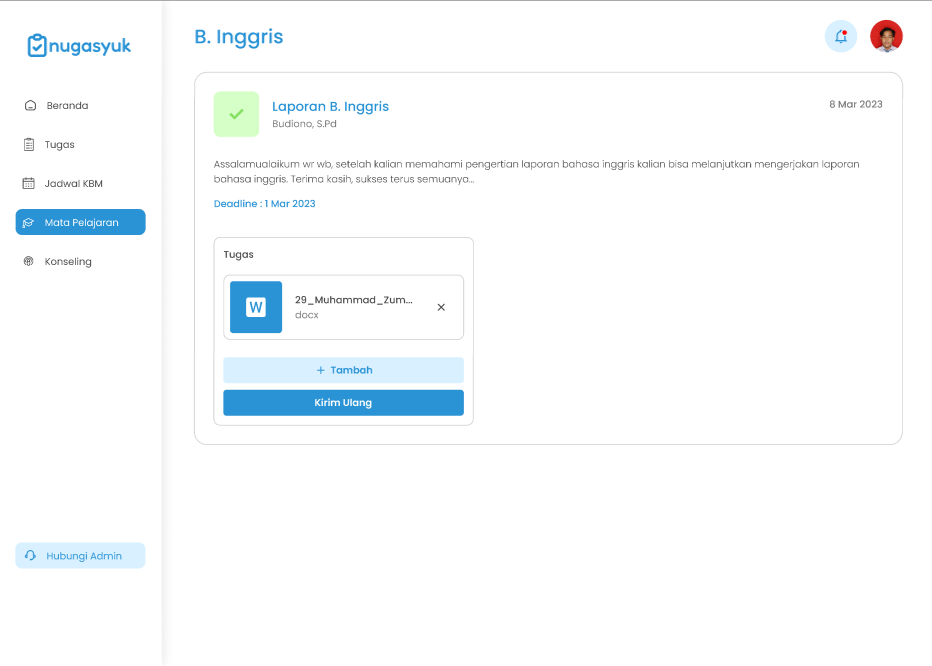 nugasyuk
Beranda
Tugas
Jadwal KBM
Mata Pelajaran
Konseling
Hubungi Admin
B. Inggris
Laporan B. Inggris
8 Mar 2023
Budiono, S.Pd
Assalamualaikum wr wb, setelah kalian memahami pengertian laporan bahasa inggris kalian bisa melanjutkan mengerjakan laporan
bahasa inggris. Terima kasih, sukses terus semuanya...
Deadline : 1 Mar 2023
Tugas
W
29_Muhammad_Zum...
docx
+ Tambah
Kirim Ulang